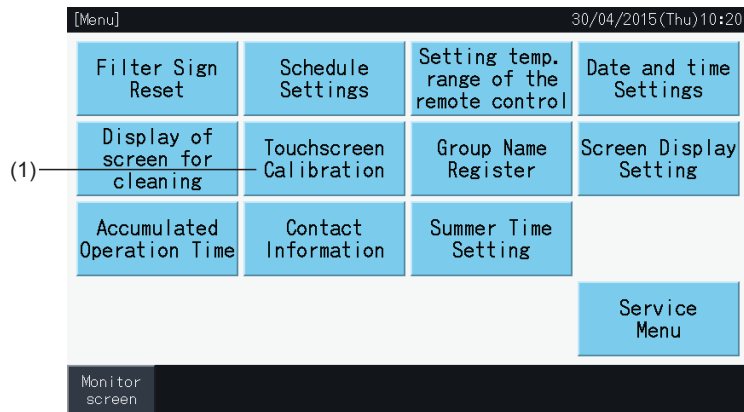 [Menu]
30/04/2015(Thu)10:20
Filter Sign
Reset
Schedule
Settings
Setting temp.
range of the
remote control
Date and time
Settings
Display of
screen for
cleaning
Touchscreen
Calibration
Group Name
Register
Screen Display
Setting
(1)
Accumulated
Operation Time
Contact
Information
Summer Time
Setting
Service
Menu
Monitor
screen